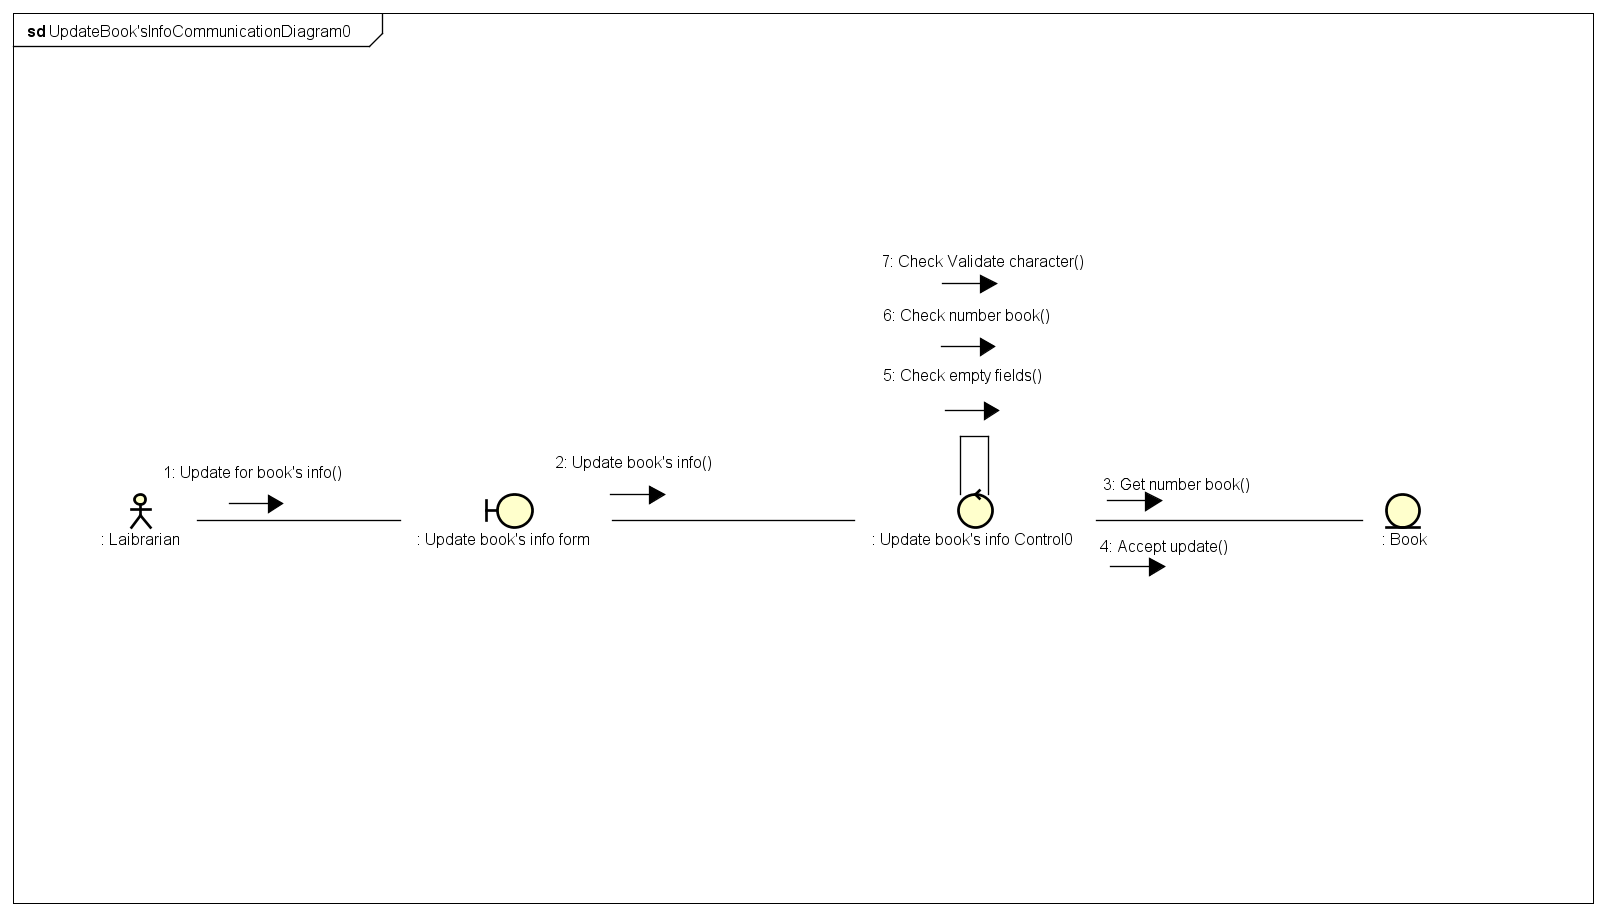 sd UpdateBook'sInfoCommunicationDiagram0
7: Check Validate character()
6: Check number book()
5: Check empty fields()
1: Update for book's info()
2: Update book's info()
3: Get number book()
4: Accept update()
: Laibrarian
: Update book's info form
: Update book's info Control0
: Book